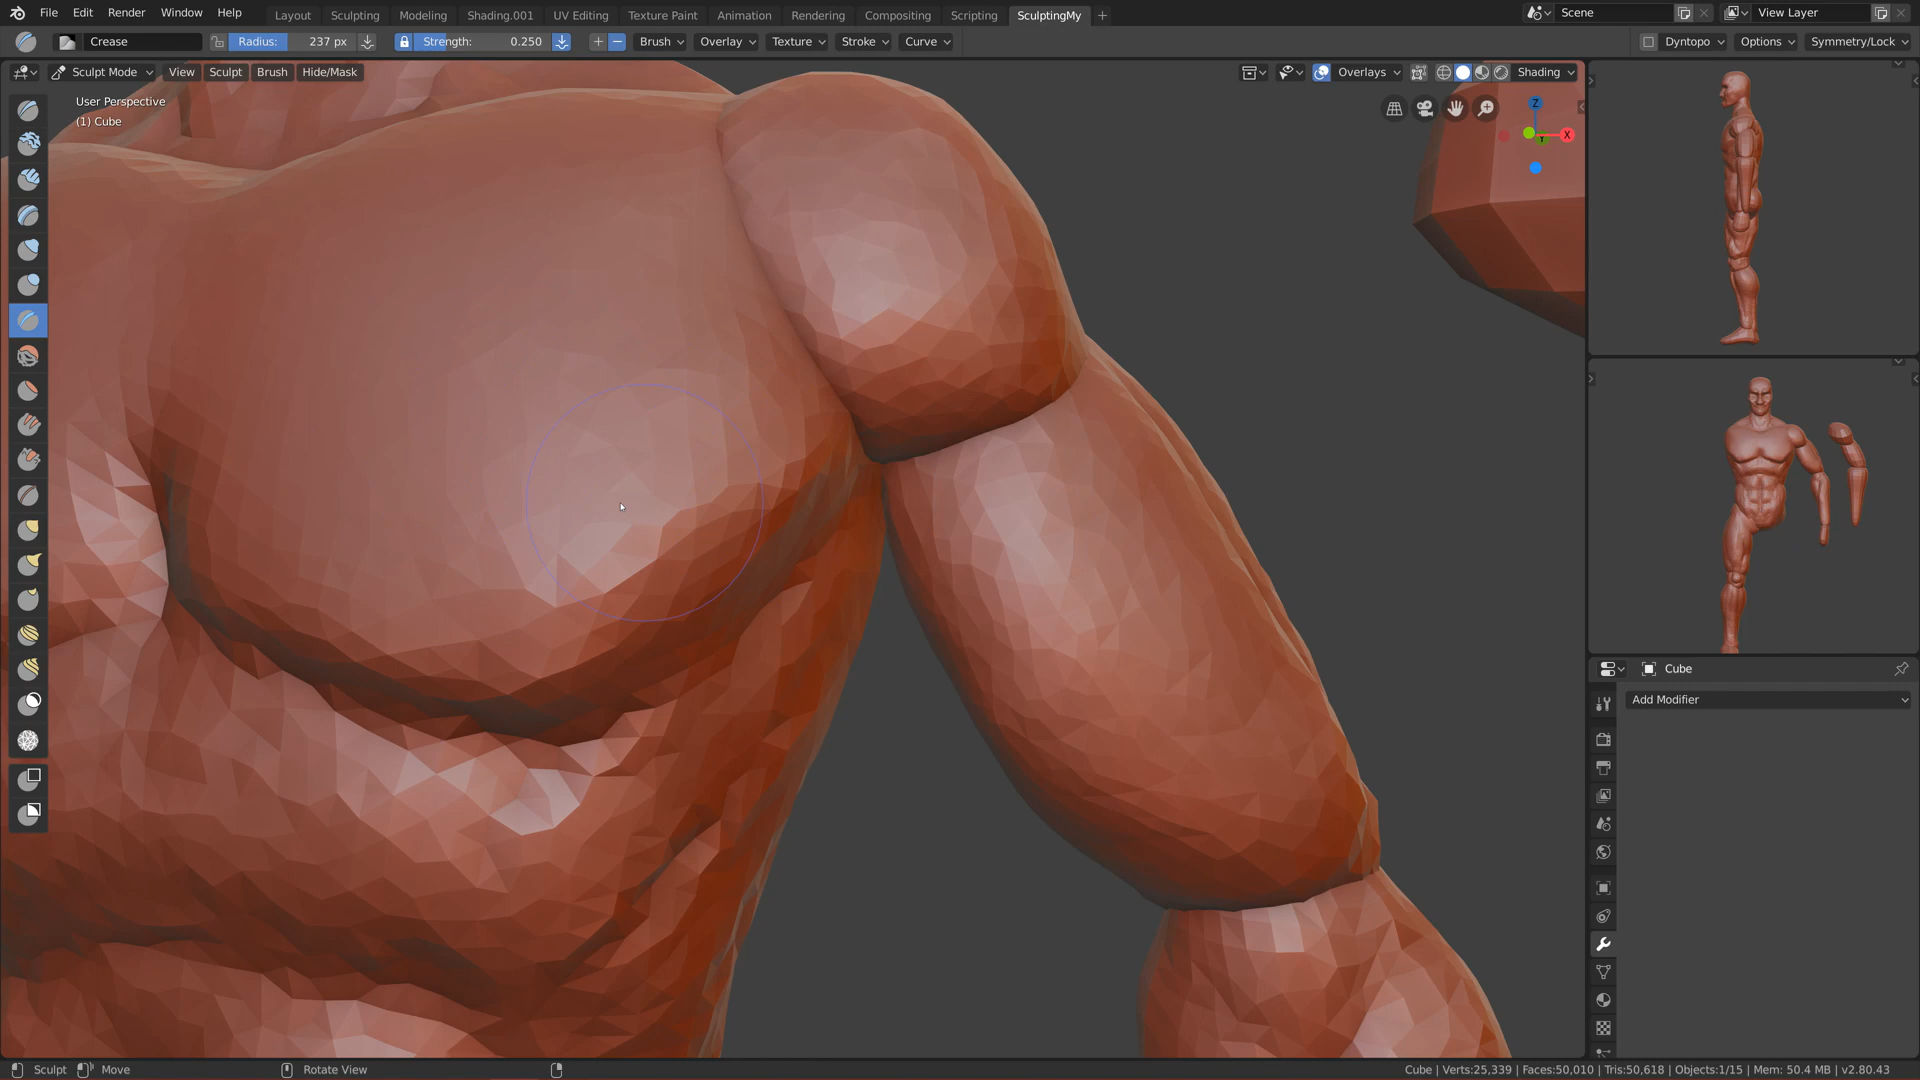 File Edit Render Window Help Layout Sculpting Modeling Shading.001 UV Editing Texture Paint Animation Rendering Compositing Scripting SculptingMy + Scene View Layer
Crease Radius: 237 px Strength: 0.250 Brush Overlay Texture Stroke Curve Dyntopo Options Symmetry/Lock
Sculpt Mode View Sculpt Brush Hide/Mask Overlays Shading
User Perspective
(1) Cube
Z
X
Y
Cube
Add Modifier
Sculpt Move Rotate View Cube | Verts:25,339 | Faces:50,010 | Tris:50,618 | Objects:1/15 | Mem: 50.4 MB | v2.80.43